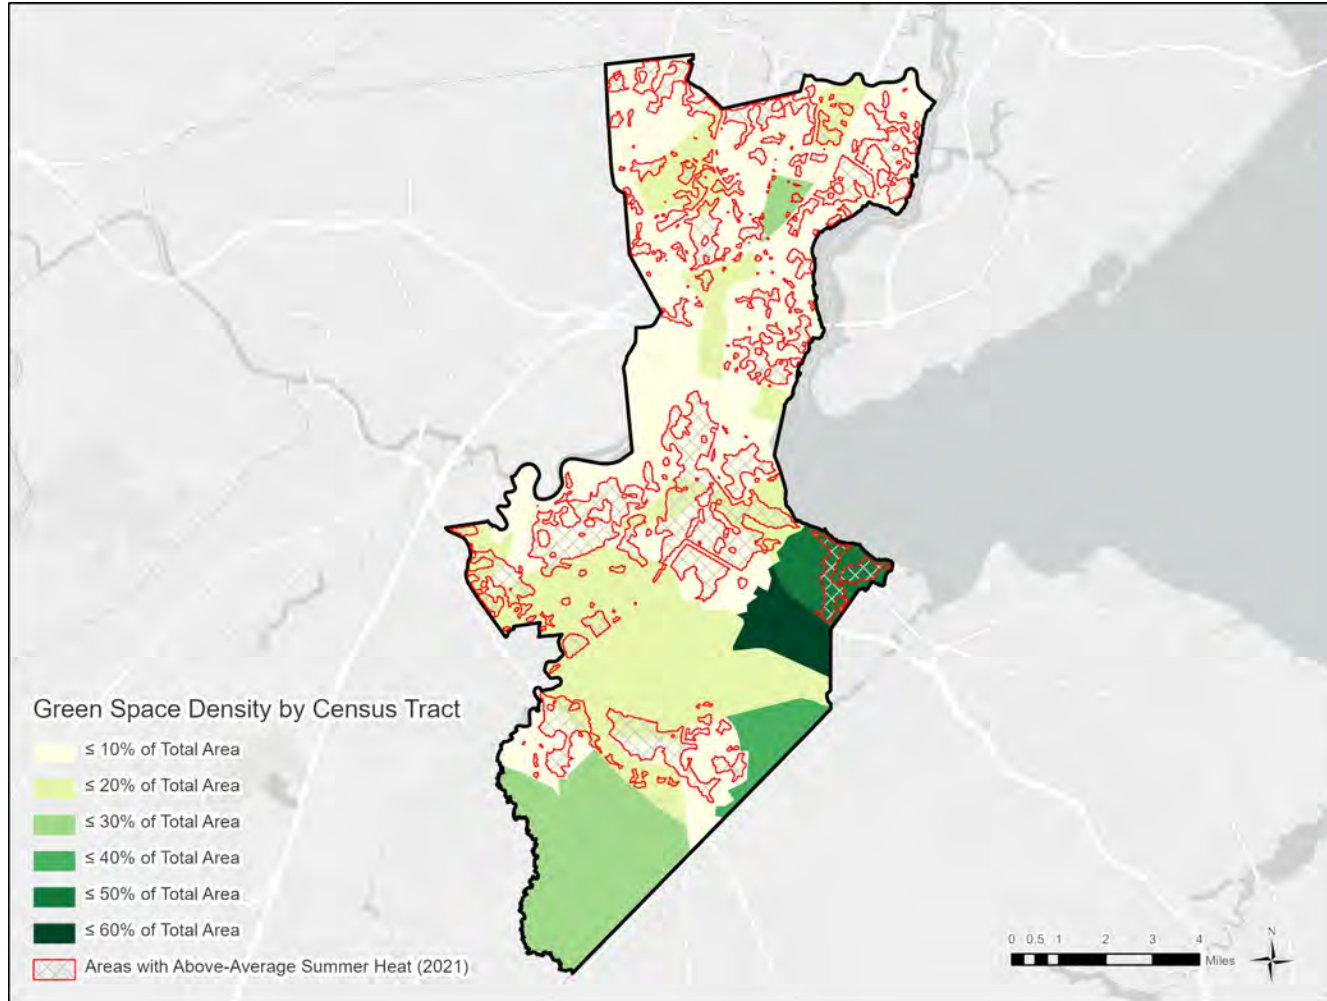 Green Space Density by Census Tract
≤ 10% of Total Area
≤ 20% of Total Area
≤ 30% of Total Area
≤ 40% of Total Area
≤ 50% of Total Area
≤ 60% of Total Area
Areas with Above-Average Summer Heat (2021)
0 0.5 1 2 3 4
Miles
N